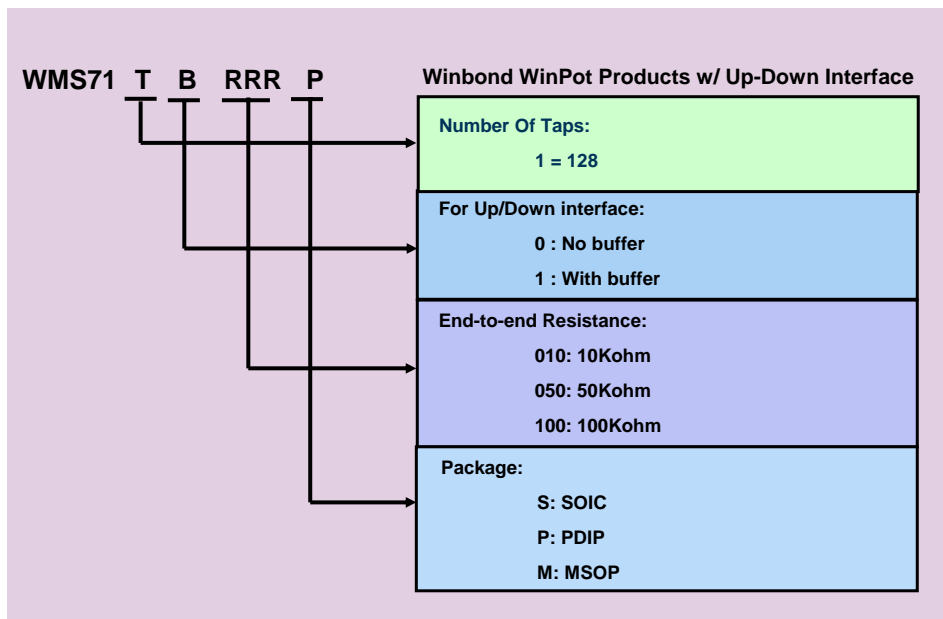 WMS71 T B RRR P
Winbond WinPot Products w/ Up-Down Interface
Number Of Taps:
1 = 128
For Up/Down interface:
0 : No buffer
1 : With buffer
End-to-end Resistance:
010: 10Kohm
050: 50Kohm
100: 100Kohm
Package:
S: SOIC
P: PDIP
M: MSOP